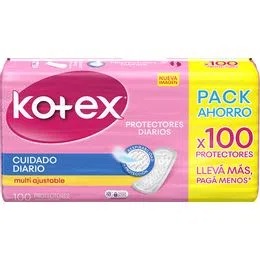 NUEVA
IMAGEN
kotex
PROTECTORES
DIARIOS
CUIDADO
DIARIO
multi ajustable
100 PROTECTORES
PACK
AHORRO
x100
PROTECTORES
LLEVÁ MÁS,
PAGÁ MENOS*